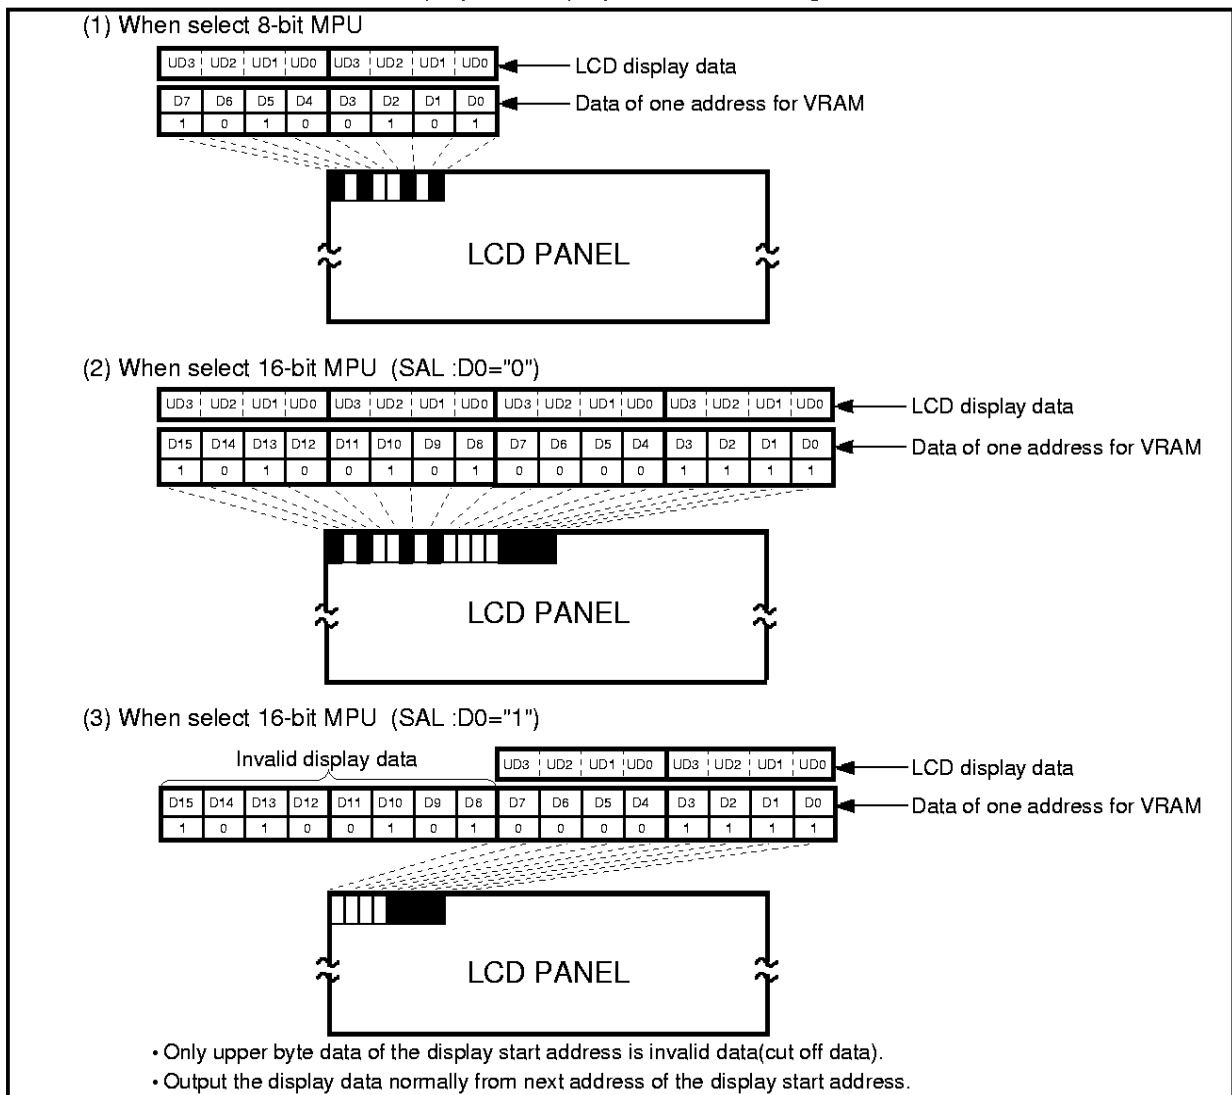 (1) When select 8-bit MPU
UD3 UD2 UD1 UD0 UD3 UD2 UD1 UD0
LCD display data
D7 D6 D5 D4 D3 D2 D1 D0
Data of one address for VRAM
1 0 1 0 0 1 0 1
LCD PANEL
(2) When select 16-bit MPU (SAL :D0="0")
UD3 UD2 UD1 UD0 UD3 UD2 UD1 UD0 UD3 UD2 UD1 UD0 UD3 UD2 UD1 UD0
LCD display data
D15 D14 D13 D12 D11 D10 D9 D8 D7 D6 D5 D4 D3 D2 D1 D0
Data of one address for VRAM
1 0 1 0 0 1 0 1 0 0 0 0 1 1 1 1
LCD PANEL
(3) When select 16-bit MPU (SAL :D0="1")
Invalid display data
UD3 UD2 UD1 UD0 UD3 UD2 UD1 UD0
LCD display data
D15 D14 D13 D12 D11 D10 D9 D8 D7 D6 D5 D4 D3 D2 D1 D0
Data of one address for VRAM
1 0 1 0 0 1 0 1 0 0 0 0 1 1 1 1
LCD PANEL
• Only upper byte data of the display start address is invalid data(cut off data).
• Output the display data normally from next address of the display start address.